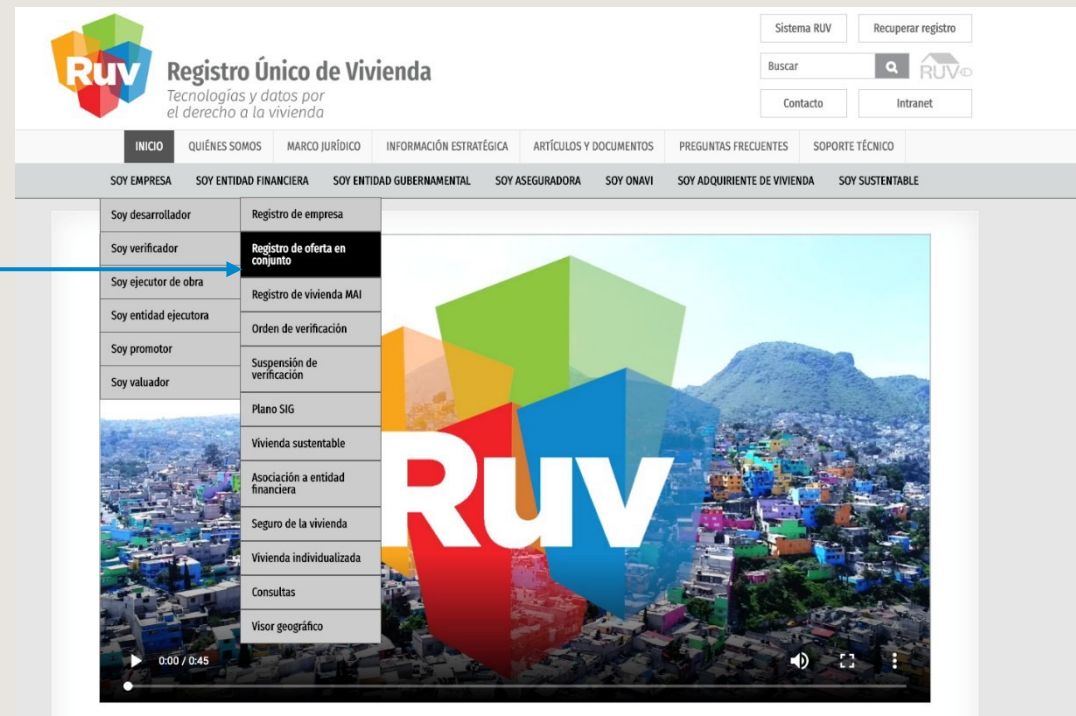 Ruv
Registro Único de Vivienda
Tecnologías y datos por
el derecho a la vivienda
Sistema RUV
Recuperar registro
Buscar
RUV ID
Contacto
Intranet
INICIO QUIÉNES SOMOS MARCO JURÍDICO INFORMACIÓN ESTRATÉGICA ARTÍCULOS Y DOCUMENTOS PREGUNTAS FRECUENTES SOPORTE TÉCNICO
SOY EMPRESA SOY ENTIDAD FINANCIERA SOY ENTIDAD GUBERNAMENTAL SOY ASEGURADORA SOY ONAVI SOY ADQUIRIENTE DE VIVIENDA SOY SUSTENTABLE
Soy desarrollador
Soy verificador
Soy ejecutor de obra
Soy entidad ejecutora
Soy promotor
Soy valuador
Registro de empresa
Registro de oferta en
conjunto
Registro de vivienda MAI
Orden de verificación
Suspensión de
verificación
Plano SIG
Vivienda sustentable
Asociación a entidad
financiera
Seguro de la vivienda
Vivienda individualizada
Consultas
Visor geográfico
Ruv
0:00 / 0:45